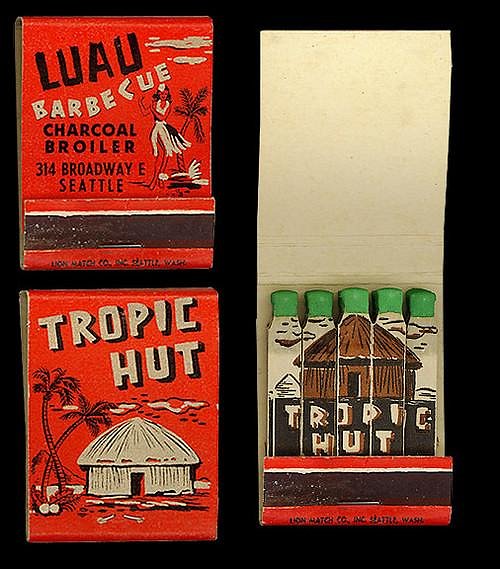 LUAU
BARBECUE
CHARCOAL
BROILER
314 BROADWAY E
SEATTLE
LION MATCH CO., INC. SEATTLE, WASH.
TROPIC
HUT
TROPIC
HUT
LION MATCH CO., INC. SEATTLE, WASH.